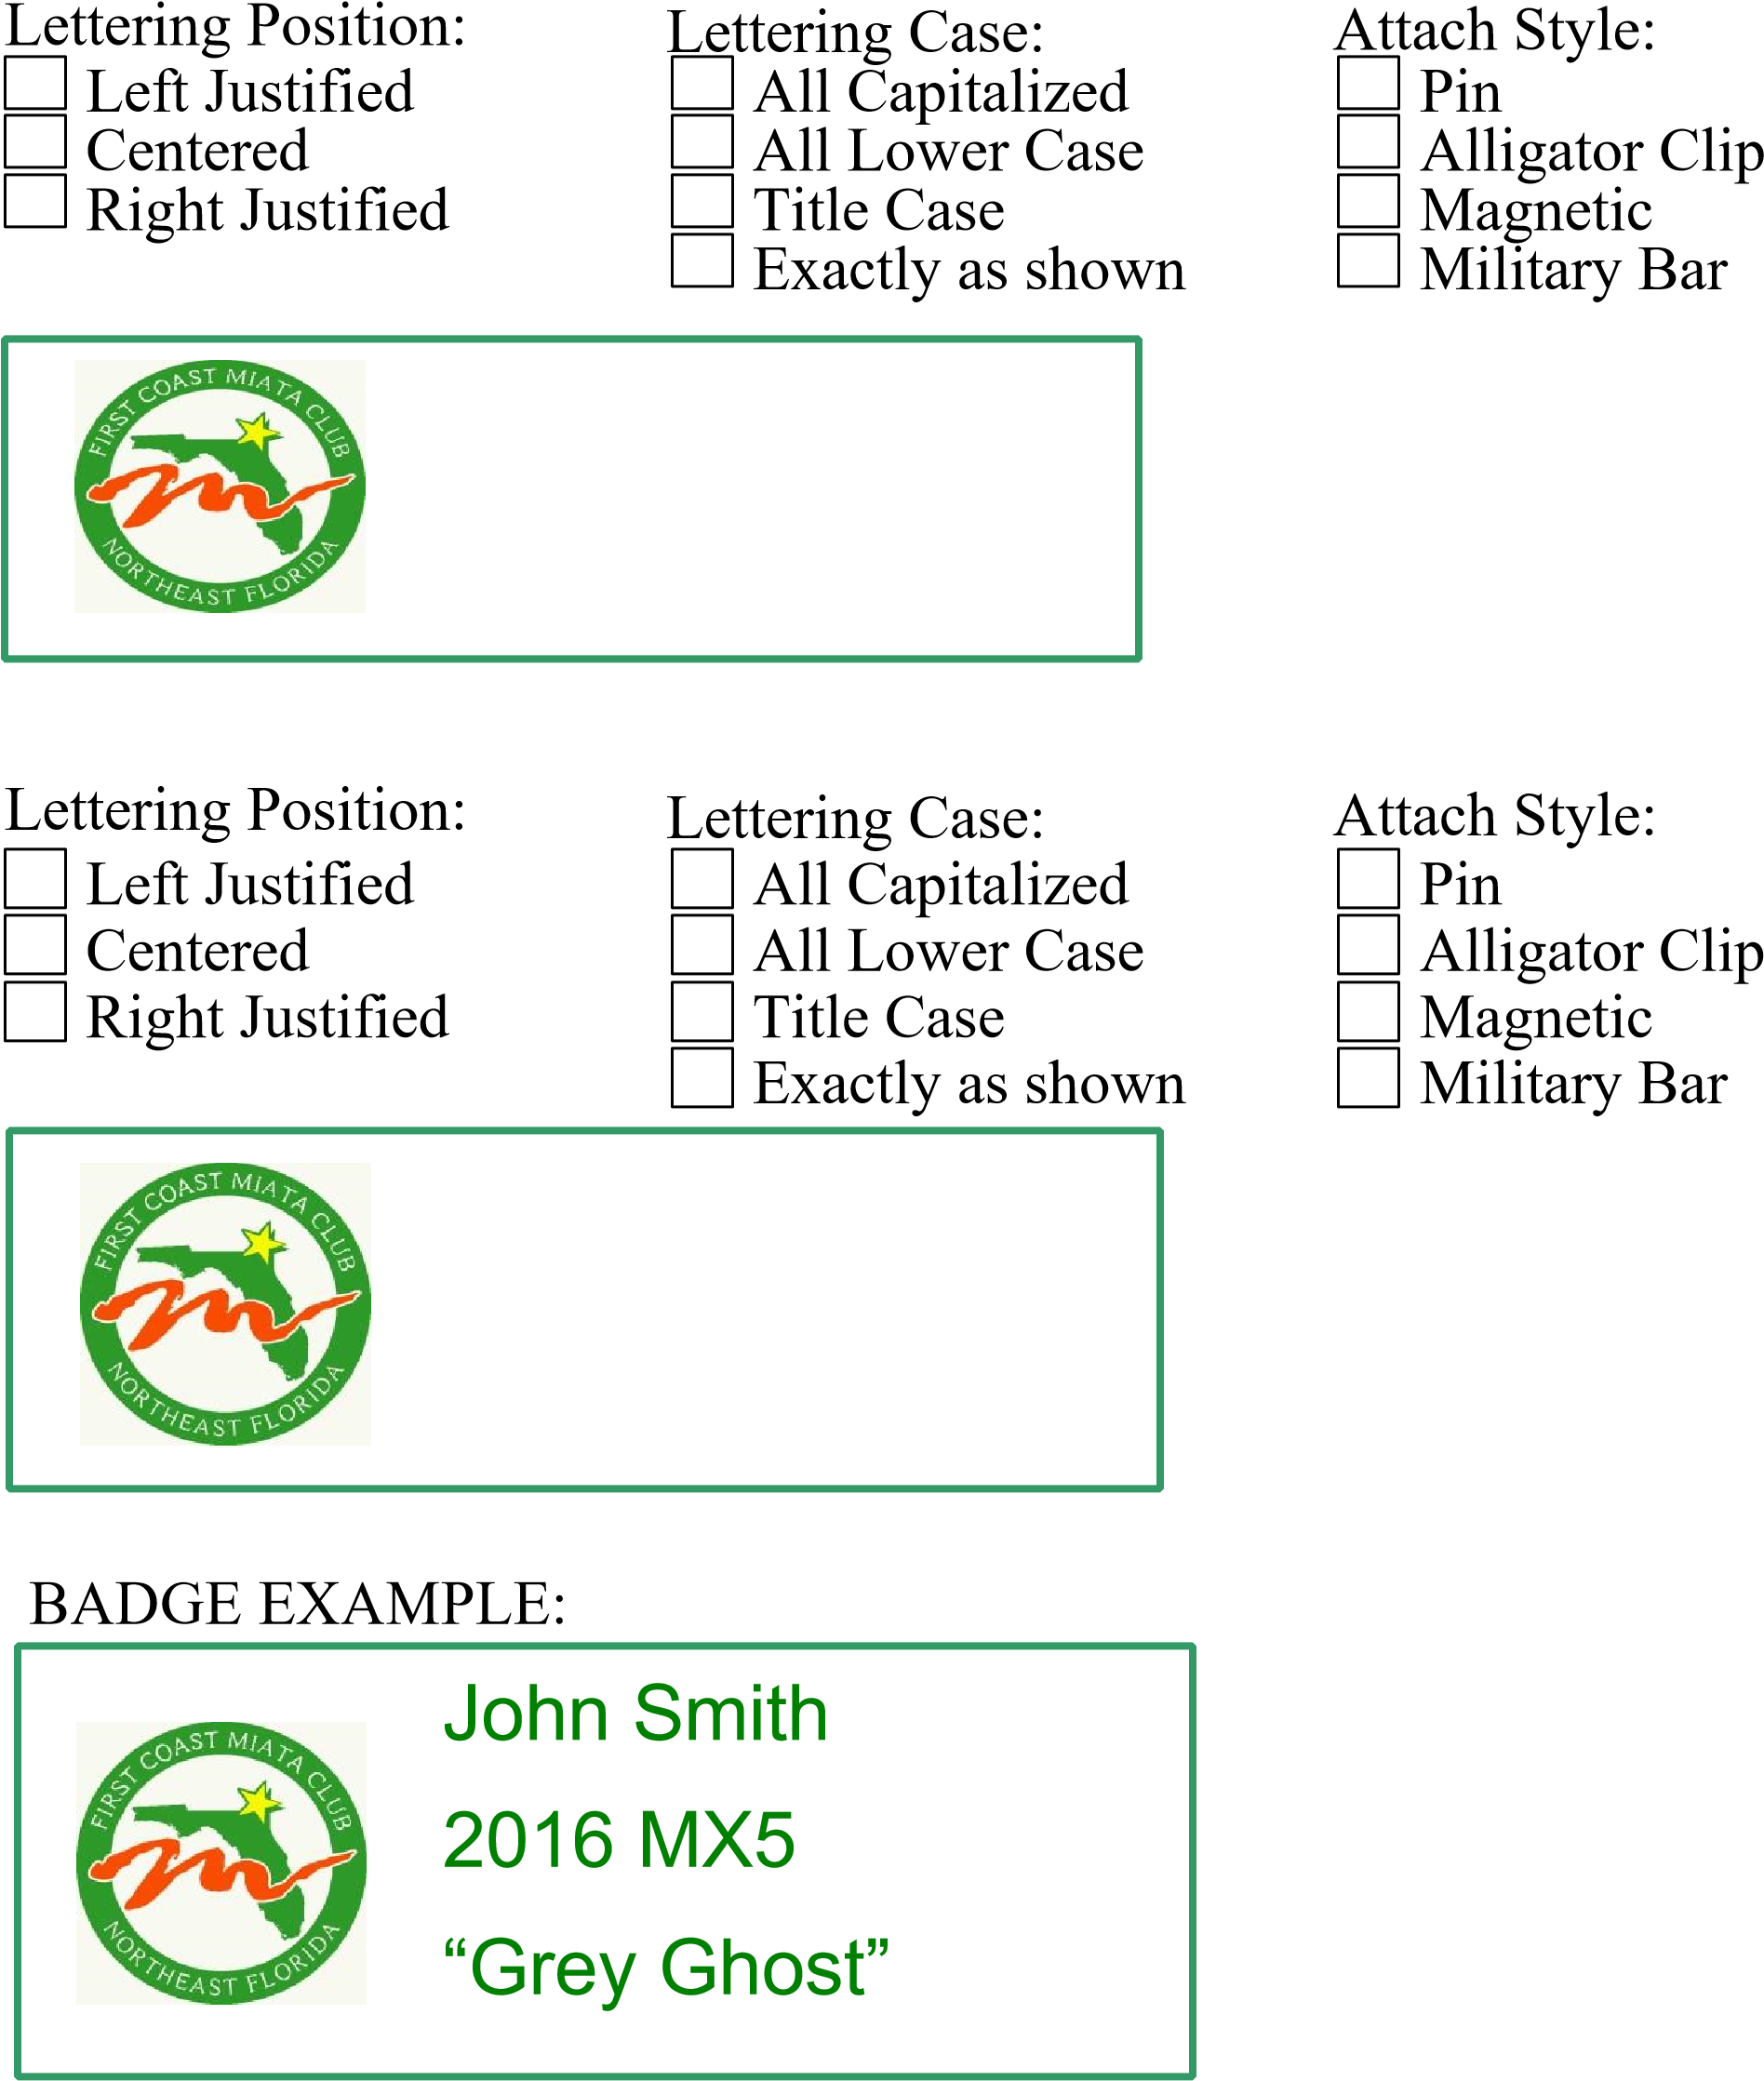 Lettering Position: Lettering Case: Attach Style:
Left Justified All Capitalized Pin
Centered All Lower Case Alligator Clip
Right Justified Title Case Magnetic
Exactly as shown Military Bar
FIRST COAST MIATA CLUB
NORTHEAST FLORIDA
Lettering Position: Lettering Case: Attach Style:
Left Justified All Capitalized Pin
Centered All Lower Case Alligator Clip
Right Justified Title Case Magnetic
Exactly as shown Military Bar
FIRST COAST MIATA CLUB
NORTHEAST FLORIDA
BADGE EXAMPLE:
FIRST COAST MIATA CLUB
NORTHEAST FLORIDA
John Smith
2016 MX5
“Grey Ghost”